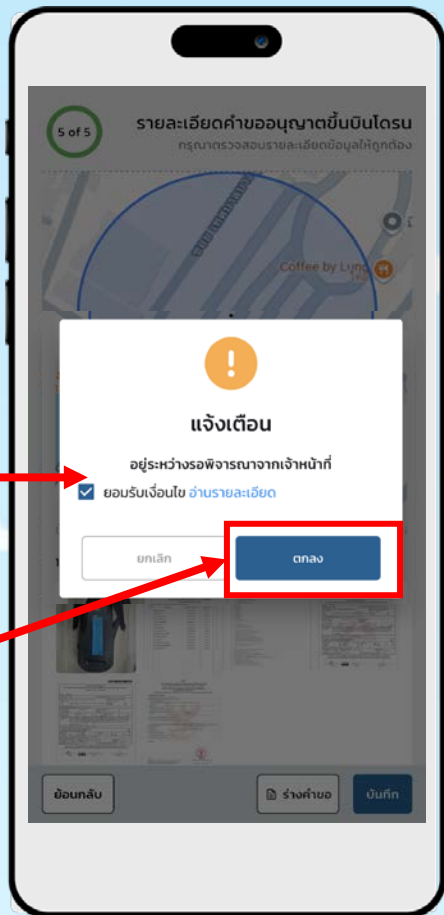 5 of 5
รายละเอียดคำขออนุญาตขึ้นบินโดรน
กรุณาตรวจสอบรายละเอียดข้อมูลให้ถูกต้อง
Coffee by Lung
แจ้งเตือน
อยู่ระหว่างรอพิจารณาจากเจ้าหน้าที่
ยอมรับเงื่อนไข อ่านรายละเอียด
ยกเลิก
ตกลง
ย้อนกลับ
ร่างคำขอ
บันทึก